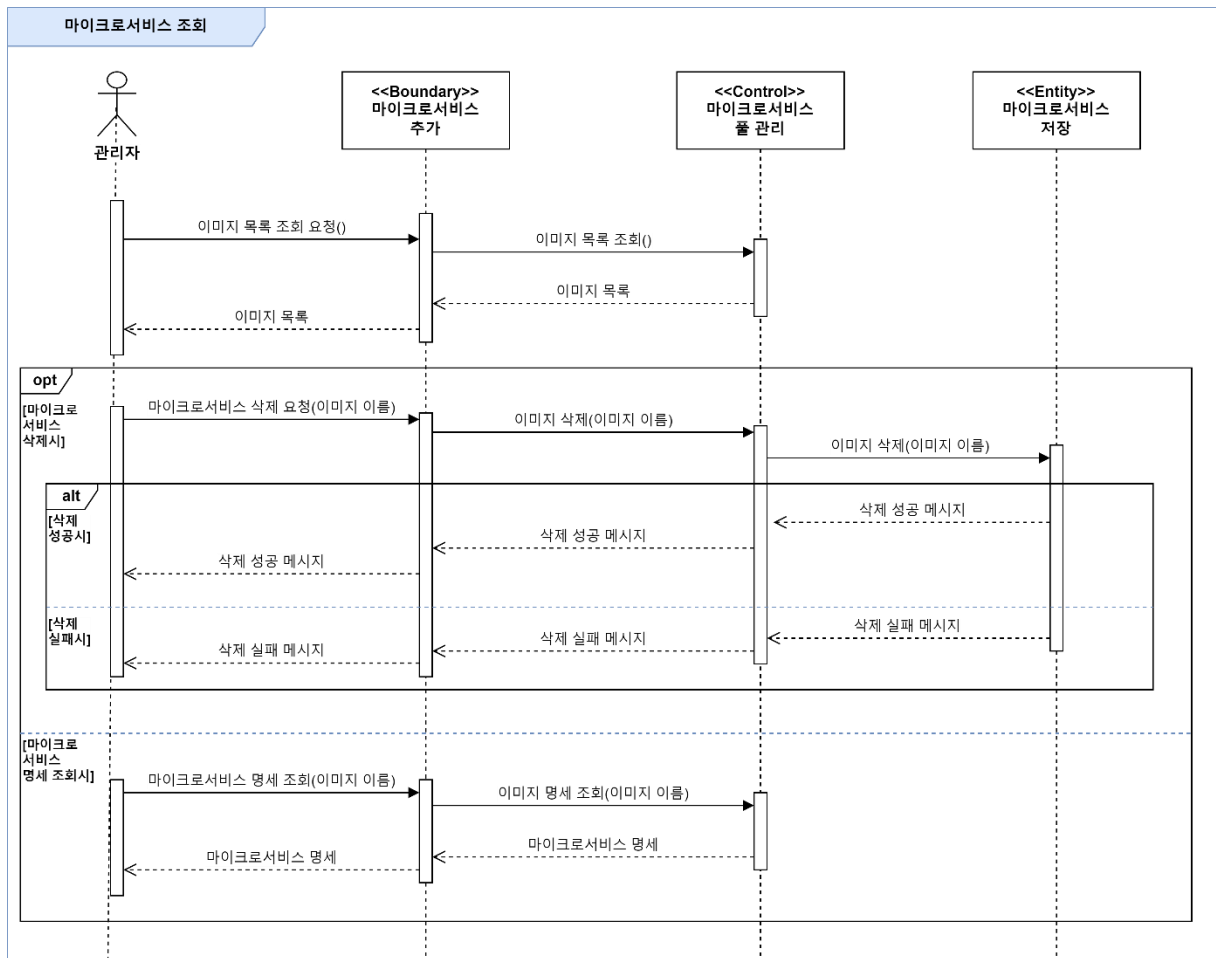 마이크로서비스 조회
관리자
<<Boundary>>
마이크로서비스
추가
<<Control>>
마이크로서비스
풀 관리
<<Entity>>
마이크로서비스
저장
이미지 목록 조회 요청()
이미지 목록 조회()
이미지 목록
이미지 목록
opt
[마이크로
서비스
삭제시]
마이크로서비스 삭제 요청(이미지 이름)
이미지 삭제(이미지 이름)
이미지 삭제(이미지 이름)
alt
[삭제
성공시]
삭제 성공 메시지
삭제 성공 메시지
삭제 성공 메시지
[삭제
실패시]
삭제 실패 메시지
삭제 실패 메시지
삭제 실패 메시지
[마이크로
서비스
명세 조회시]
마이크로서비스 명세 조회(이미지 이름)
이미지 명세 조회(이미지 이름)
마이크로서비스 명세
마이크로서비스 명세